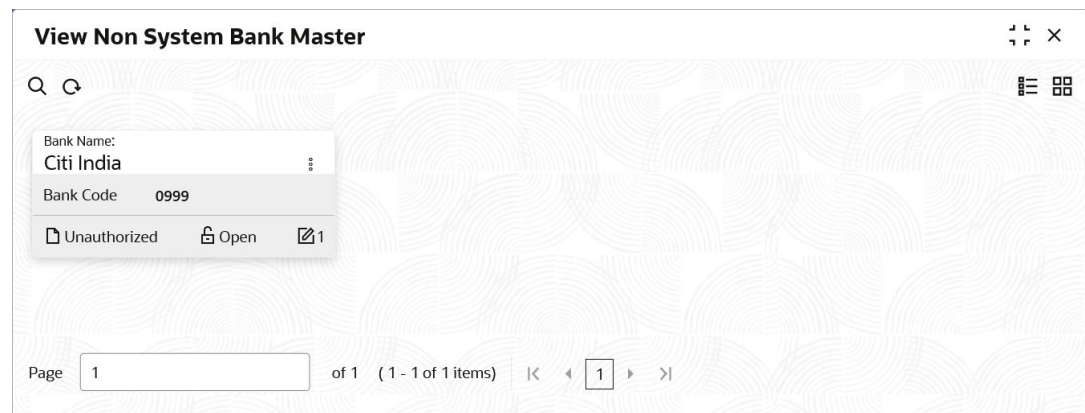 View Non System Bank Master
Bank Name:
Citi India
Bank Code 0999
Unauthorized Open 1
Page 1 of 1 ( 1 - 1 of 1 items) 1